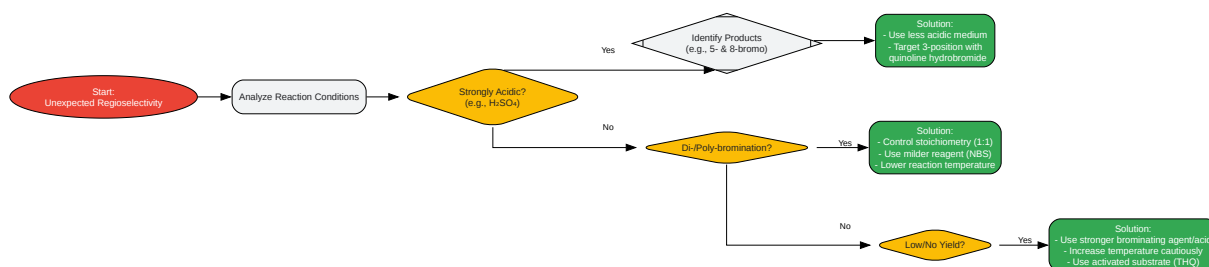 Start:
Unexpected Regioselectivity
Analyze Reaction Conditions
Strongly Acidic?
(e.g., H₂SO₄)
Yes
Identify Products
(e.g., 5- & 8-bromo)
Solution:
- Use less acidic medium
- Target 3-position with
quinoline hydrobromide
No
Di-/Poly-bromination?
Yes
Solution:
- Control stoichiometry (1:1)
- Use milder reagent (NBS)
- Lower reaction temperature
No
Low/No Yield?
Yes
Solution:
- Use stronger brominating agent/acid
- Increase temperature cautiously
- Use activated substrate (THQ)